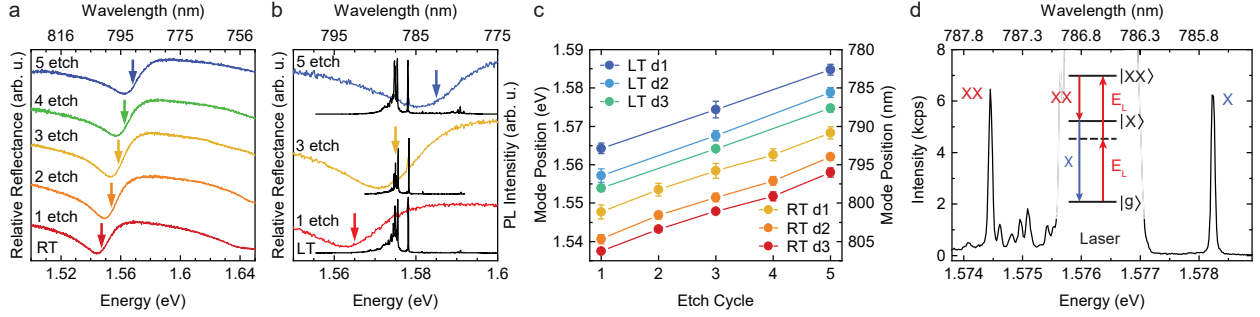 a
Wavelength (nm)
816 795 775 756
Relative Reflectance (arb. u.)
5 etch
4 etch
3 etch
2 etch
1 etch
RT
1.52 1.56 1.6 1.64
Energy (eV)
b
Wavelength (nm)
795 785 775
Relative Reflectance (arb. u.)
PL Intensitiy (arb. u.)
5 etch
3 etch
1 etch
LT
1.56 1.57 1.58 1.59 1.6
Energy (eV)
c
Mode Position (eV)
1.59
1.58
1.57
1.56
1.55
1.54
LT d1
LT d2
LT d3
RT d1
RT d2
RT d3
1 2 3 4 5
Etch Cycle
780
785
790
795
800
805
Mode Position (nm)
d
Wavelength (nm)
787.8 787.3 786.8 786.3 785.8
Intensity (kcps)
8
6
4
2
0
XX
XX
|XX⟩
E_L
|X⟩
X
E_L
|g⟩
Laser
X
1.574 1.575 1.576 1.577 1.578
Energy (eV)